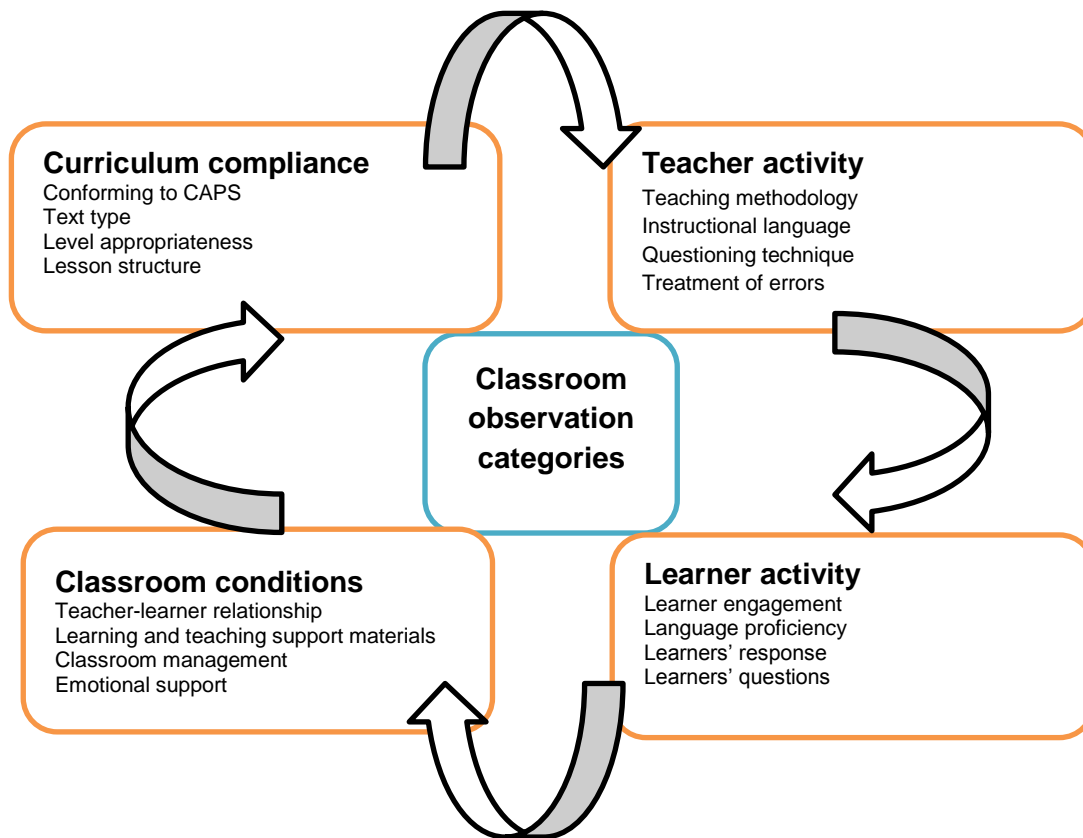 Curriculum compliance
Conforming to CAPS
Text type
Level appropriateness
Lesson structure
Teacher activity
Teaching methodology
Instructional language
Questioning technique
Treatment of errors
Classroom
observation
categories
Classroom conditions
Teacher-learner relationship
Learning and teaching support materials
Classroom management
Emotional support
Learner activity
Learner engagement
Language proficiency
Learners’ response
Learners’ questions